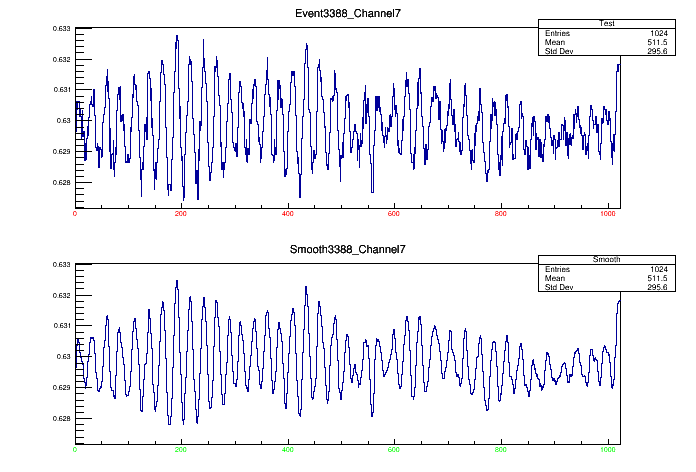 Event3388_Channel7
Test
Entries 1024
Mean 511.5
Std Dev 295.6
0.633
0.632
0.631
0.63
0.629
0.628
0 200 400 600 800 1000
Smooth3388_Channel7
Smooth
Entries 1024
Mean 511.5
Std Dev 295.6
0.633
0.632
0.631
0.63
0.629
0.628
0 200 400 600 800 1000